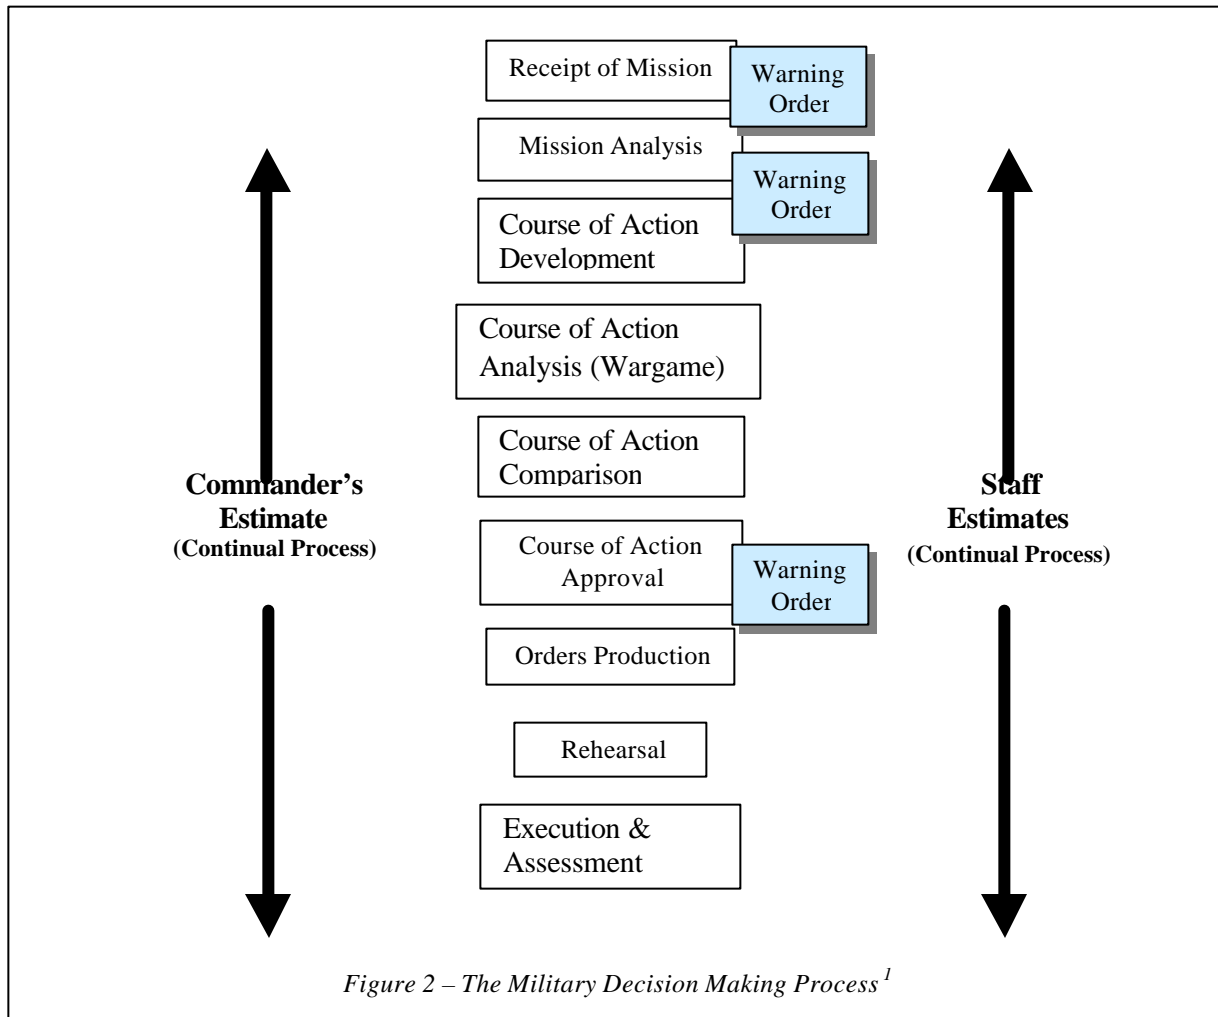 Receipt of Mission
Warning
Order
Mission Analysis
Warning
Order
Course of Action
Development
Course of Action
Analysis (Wargame)
Course of Action
Comparison
Commander's
Estimate
(Continual Process)
Staff
Estimates
(Continual Process)
Course of Action
Approval
Warning
Order
Orders Production
Rehearsal
Execution &
Assessment
Figure 2 – The Military Decision Making Process 1